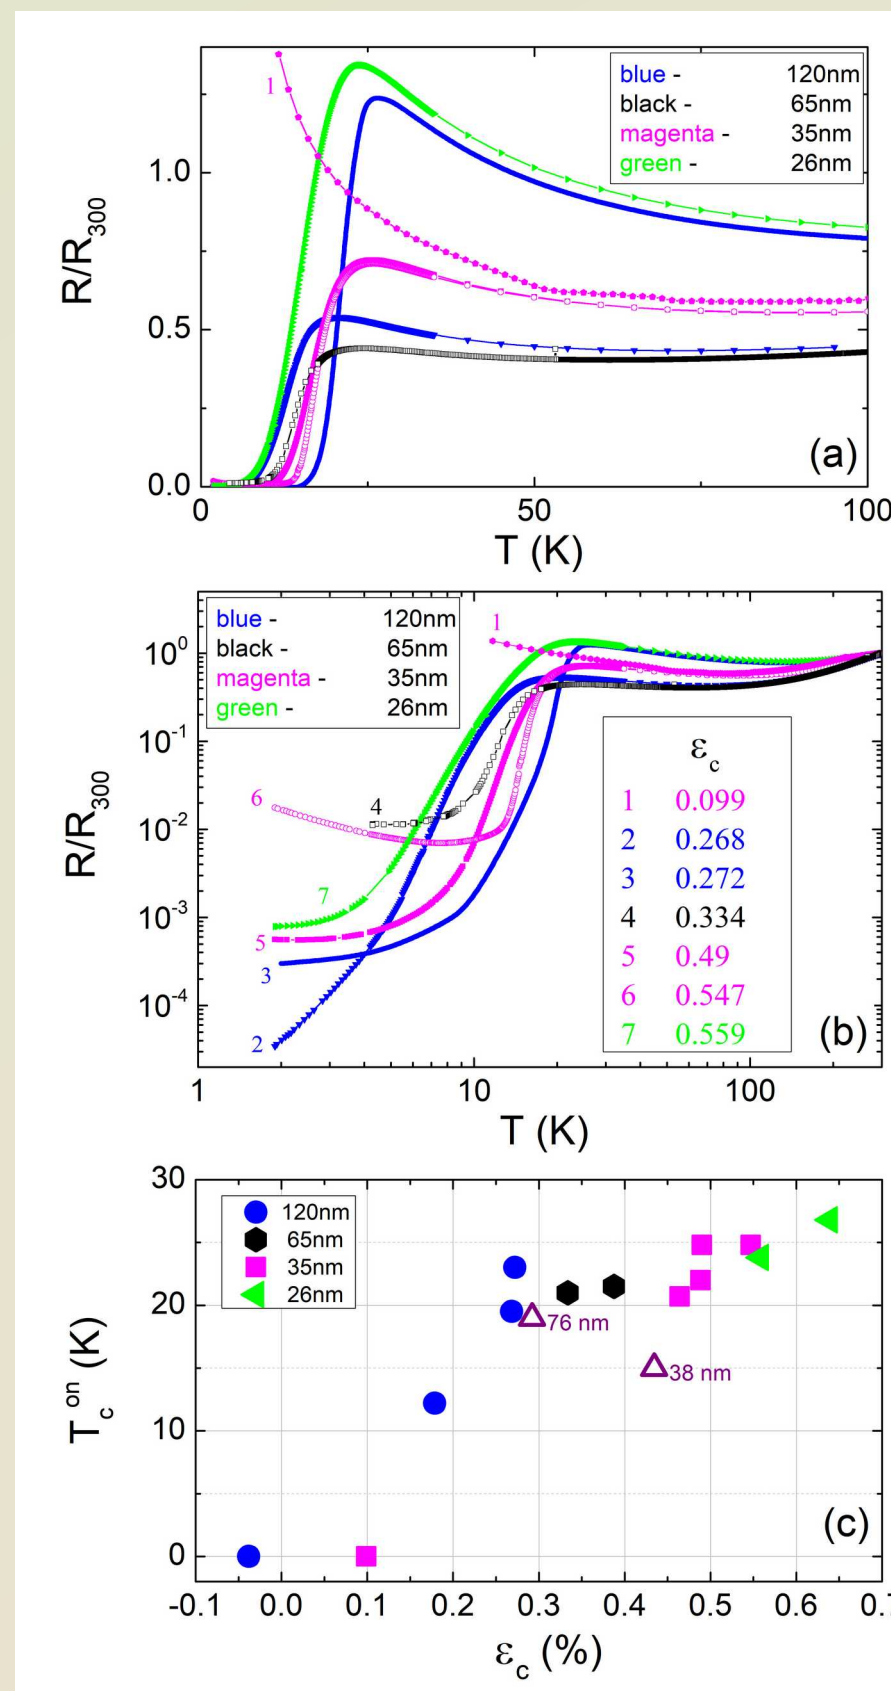 1
blue - 120nm
black - 65nm
magenta - 35nm
green - 26nm
1.0
0.5
0.0
R/R300
(a)
0 50 100
T (K)
blue - 120nm
black - 65nm
magenta - 35nm
green - 26nm
1
10^0
10^-1
10^-2
10^-3
10^-4
R/R300
6
4
7
5
3
2
εc
1 0.099
2 0.268
3 0.272
4 0.334
5 0.49
6 0.547
7 0.559
(b)
1 10 100
T (K)
30
20
10
0
Tc^on (K)
120nm
65nm
35nm
26nm
76 nm
38 nm
(c)
-0.1 0.0 0.1 0.2 0.3 0.4 0.5 0.6
εc (%)